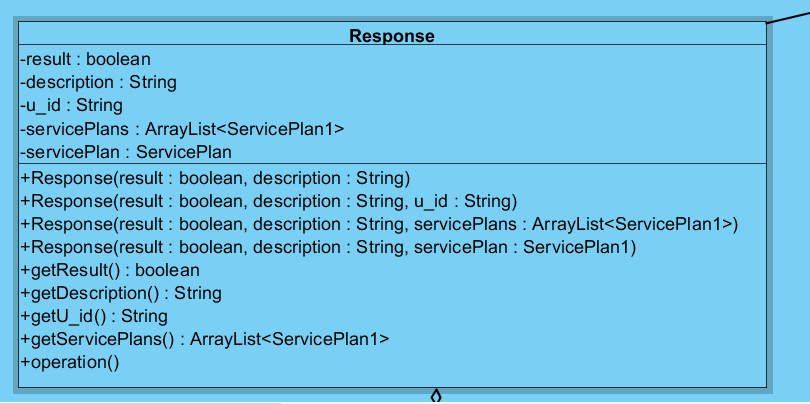 Response
-result : boolean
-description : String
-u_id : String
-servicePlans : ArrayList<ServicePlan1>
-servicePlan : ServicePlan
+Response(result : boolean, description : String)
+Response(result : boolean, description : String, u_id : String)
+Response(result : boolean, description : String, servicePlans : ArrayList<ServicePlan1>)
+Response(result : boolean, description : String, servicePlan : ServicePlan1)
+getResult() : boolean
+getDescription() : String
+getU_id() : String
+getServicePlans() : ArrayList<ServicePlan1>
+operation()